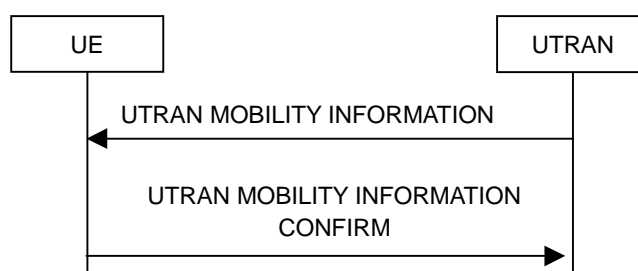 UE
UTRAN
UTRAN MOBILITY INFORMATION
UTRAN MOBILITY INFORMATION
CONFIRM